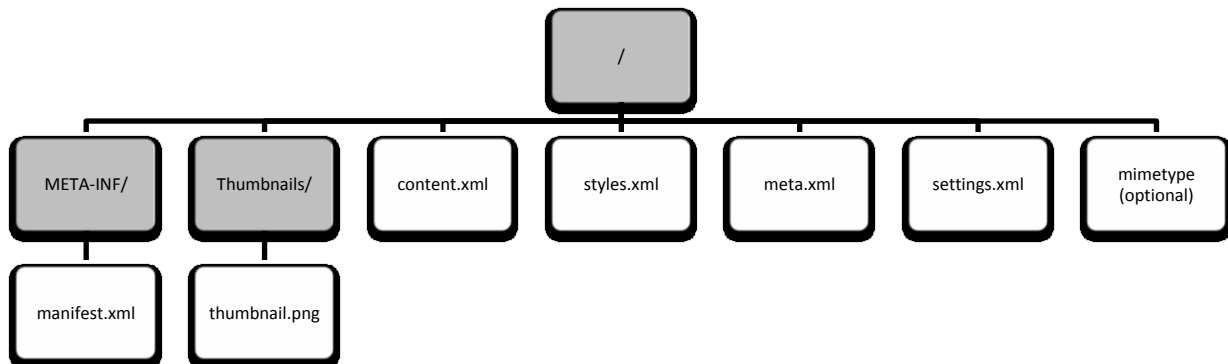 /
META-INF/
Thumbnails/
content.xml
styles.xml
meta.xml
settings.xml
mimetype
(optional)
manifest.xml
thumbnail.png